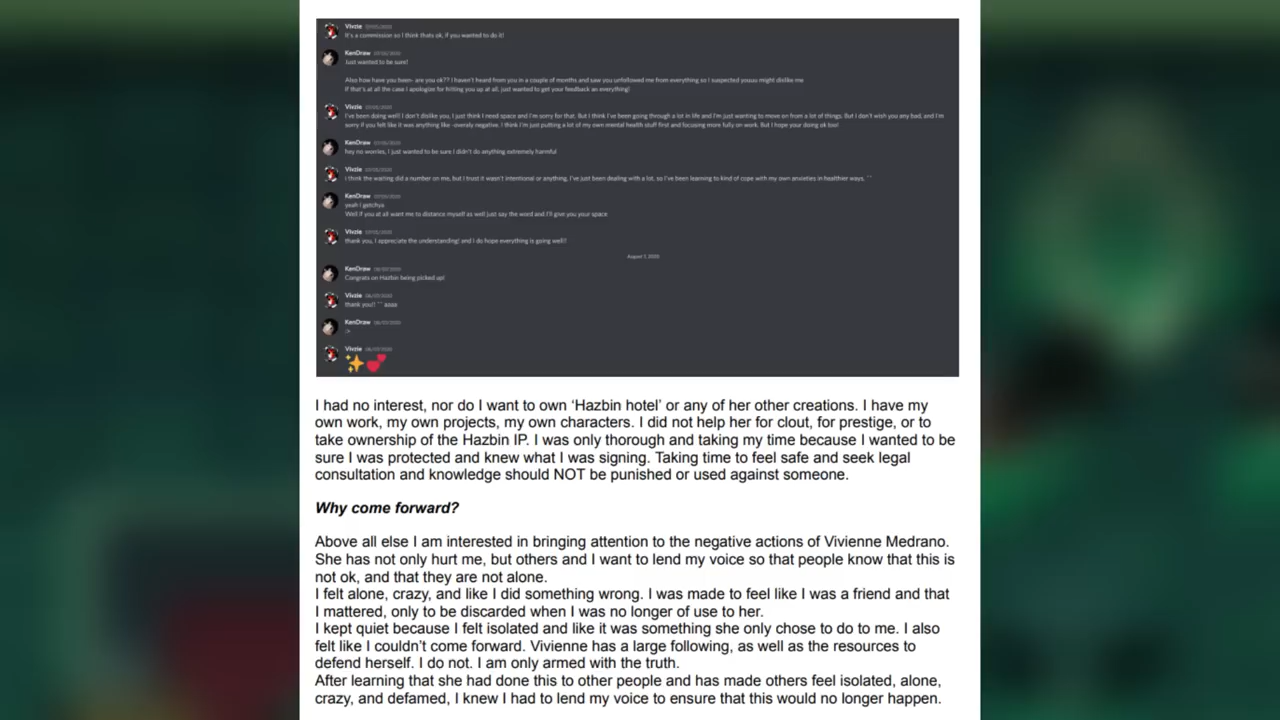 Vivzie 07/05/2020
It's a commission so I think thats ok, if you wanted to do it!
KenDraw 07/05/2020
Just wanted to be sure!
Also how have you been- are you ok?? I haven't heard from you in a couple of months and saw you unfollowed me from everything so I suspected youuu might dislike me
If that's at all the case I apologize for hitting you up at all, just wanted to get your feedback an everything!
Vivzie
I've been doing well! I don't dislike you, I just think I need space and I'm sorry for that. But I think I've been going through a lot in life and I'm just wanting to move on from a lot of things. But I don't wish you any bad, and I'm
sorry if you felt like it was anything like -overaly negative. I think I'm just putting a lot of my own mental health stuff first and focusing more fully on work. But I hope your doing ok too!
KenDraw
hey no worries, I just wanted to be sure I didn't do anything extremely harmful
Vivzie
i think the waiting did a number on me, but I trust it wasn't intentional or anything, I've just been dealing with a lot, so I've been learning to kind of cope with my own anxieties in healthier ways. ^^
KenDraw
yeah I getchya
Well if you at all want me to distance myself as well just say the word and I'll give you your space
Vivzie
thank you, I appreciate the understanding! and I do hope everything is going well?
August 3, 2020
KenDraw
Congrats on Hazbin being picked up!
Vivzie
thank you!! ^^ aaaa
KenDraw
:>
Vivzie
I had no interest, nor do I want to own ‘Hazbin hotel’ or any of her other creations. I have my
own work, my own projects, my own characters. I did not help her for clout, for prestige, or to
take ownership of the Hazbin IP. I was only thorough and taking my time because I wanted to be
sure I was protected and knew what I was signing. Taking time to feel safe and seek legal
consultation and knowledge should NOT be punished or used against someone.
Why come forward?
Above all else I am interested in bringing attention to the negative actions of Vivienne Medrano.
She has not only hurt me, but others and I want to lend my voice so that people know that this is
not ok, and that they are not alone.
I felt alone, crazy, and like I did something wrong. I was made to feel like I was a friend and that
I mattered, only to be discarded when I was no longer of use to her.
I kept quiet because I felt isolated and like it was something she only chose to do to me. I also
felt like I couldn’t come forward. Vivienne has a large following, as well as the resources to
defend herself. I do not. I am only armed with the truth.
After learning that she had done this to other people and has made others feel isolated, alone,
crazy, and defamed, I knew I had to lend my voice to ensure that this would no longer happen.